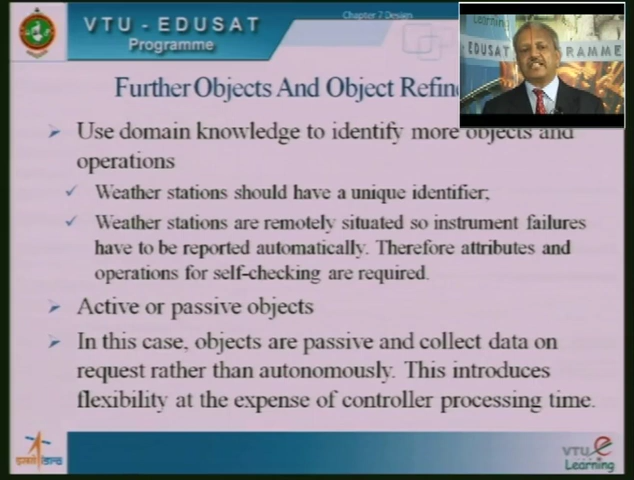 VTU - EDUSAT
Programme
Chapter 7 Design
Learning
EDUSAT
GRAMME
Further Objects And Object Refin
Use domain knowledge to identify more objects and
operations
Weather stations should have a unique identifier;
Weather stations are remotely situated so instrument failures
have to be reported automatically. Therefore attributes and
operations for self-checking are required.
Active or passive objects
In this case, objects are passive and collect data on
request rather than autonomously. This introduces
flexibility at the expense of controller processing time.
VTU e
Learning